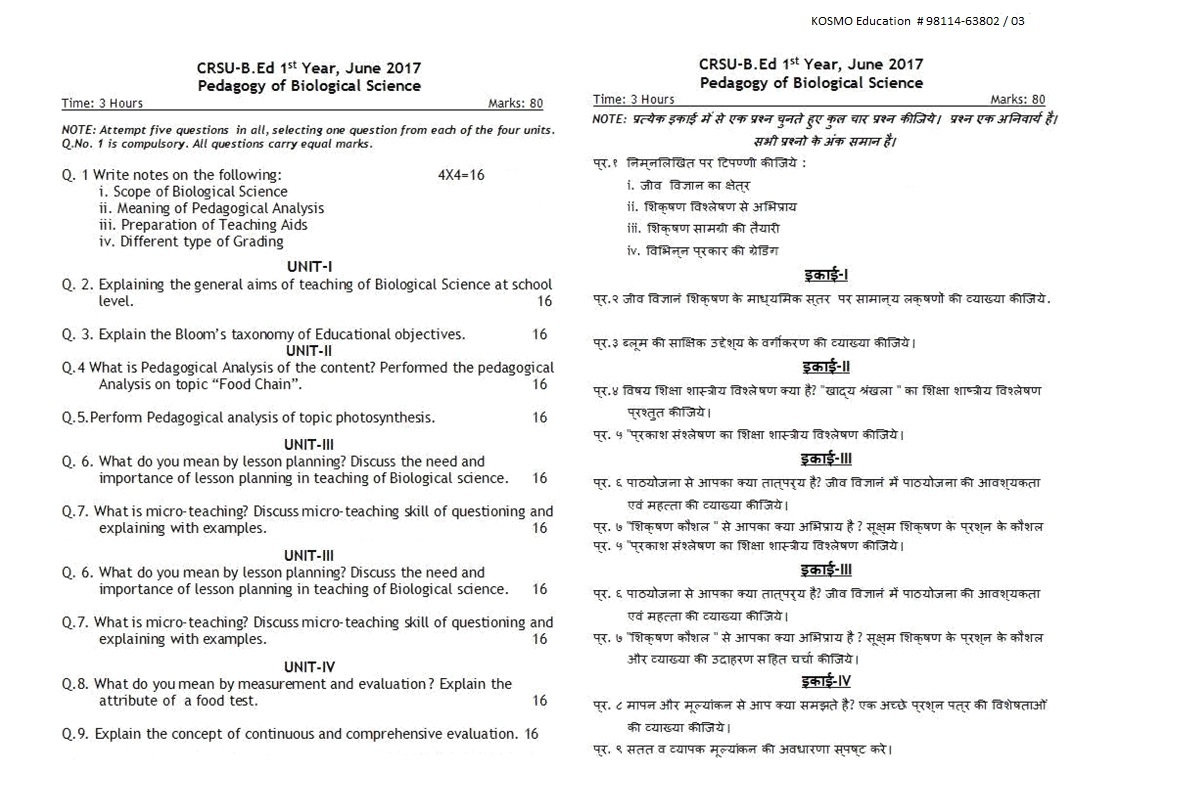 KOSMO Education # 98114-63802 / 03
CRSU-B.Ed 1st Year, June 2017
Pedagogy of Biological Science
Time: 3 Hours Marks: 80
NOTE: Attempt five questions in all, selecting one question from each of the four units.
Q.No. 1 is compulsory. All questions carry equal marks.
Q. 1 Write notes on the following: 4X4=16
i. Scope of Biological Science
ii. Meaning of Pedagogical Analysis
iii. Preparation of Teaching Aids
iv. Different type of Grading
UNIT-I
Q. 2. Explaining the general aims of teaching of Biological Science at school
level. 16
Q. 3. Explain the Bloom's taxonomy of Educational objectives. 16
UNIT-II
Q.4 What is Pedagogical Analysis of the content? Performed the pedagogical
Analysis on topic “Food Chain”. 16
Q.5.Perform Pedagogical analysis of topic photosynthesis. 16
UNIT-III
Q. 6. What do you mean by lesson planning? Discuss the need and
importance of lesson planning in teaching of Biological science. 16
Q.7. What is micro-teaching? Discuss micro-teaching skill of questioning and
explaining with examples. 16
UNIT-III
Q. 6. What do you mean by lesson planning? Discuss the need and
importance of lesson planning in teaching of Biological science. 16
Q.7. What is micro-teaching? Discuss micro-teaching skill of questioning and
explaining with examples. 16
UNIT-IV
Q.8. What do you mean by measurement and evaluation? Explain the
attribute of a food test. 16
Q.9. Explain the concept of continuous and comprehensive evaluation. 16
CRSU-B.Ed 1st Year, June 2017
Pedagogy of Biological Science
Time: 3 Hours Marks: 80
NOTE: प्रत्येक इकाई में से एक प्रश्न चुनते हुए कुल चार प्रश्न कीजिये। प्रश्न एक अनिवार्य है।
सभी प्रश्नो के अंक समान है।
प्र.१ निम्नलिखित पर टिपण्णी कीजिये :
i. जीव विज्ञान का क्षेत्र
ii. शिक्षण विश्लेषण से अभिप्राय
iii. शिक्षण सामग्री की तैयारी
iv. विभिन्न प्रकार की ग्रेडिंग
इकाई-I
प्र.२ जीव विज्ञानं शिक्षण के माध्यमिक स्तर पर सामान्य लक्षणों की व्याख्या कीजिये.
प्र.३ ब्लूम की साक्षिक उद्देश्य के वर्गीकरण की व्याख्या कीजिये।
इकाई-II
प्र.४ विषय शिक्षा शास्त्रीय विश्लेषण क्या है? "खाद्य श्रंखला " का शिक्षा शाष्त्रीय विश्लेषण
प्रश्तुत कीजिये।
प्र. ५ "प्रकाश संश्लेषण का शिक्षा शास्त्रीय विश्लेषण कीजिये।
इकाई-III
प्र. ६ पाठयोजना से आपका क्या तात्पर्य है? जीव विज्ञानं में पाठयोजना की आवश्यकता
एवं महत्ता की व्याख्या कीजिये।
प्र. ७ "शिक्षण कौशल " से आपका क्या अभिप्राय है ? सूक्षम शिक्षण के प्रश्न के कौशल
प्र. ५ "प्रकाश संश्लेषण का शिक्षा शास्त्रीय विश्लेषण कीजिये।
इकाई-III
प्र. ६ पाठयोजना से आपका क्या तात्पर्य है? जीव विज्ञानं में पाठयोजना की आवश्यकता
एवं महत्ता की व्याख्या कीजिये।
प्र. ७ "शिक्षण कौशल " से आपका क्या अभिप्राय है ? सूक्षम शिक्षण के प्रश्न के कौशल
और व्याख्या की उदाहरण सहित चर्चा कीजिये।
इकाई-IV
प्र. ८ मापन और मूल्यांकन से आप क्या समझते है? एक अच्छे प्रश्न पत्र की विशेषताओं
की व्याख्या कीजिये।
प्र. ९ सतत व व्यापक मूल्यांकन की अवधारणा स्पष्ट करे।